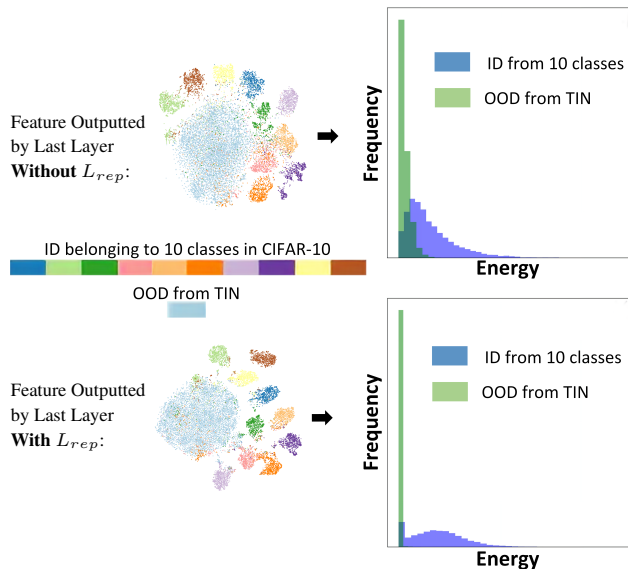 Feature Outputted
by Last Layer
Without L_rep:
Frequency
ID from 10 classes
OOD from TIN
Energy
ID belonging to 10 classes in CIFAR-10
OOD from TIN
Feature Outputted
by Last Layer
With L_rep:
Frequency
ID from 10 classes
OOD from TIN
Energy